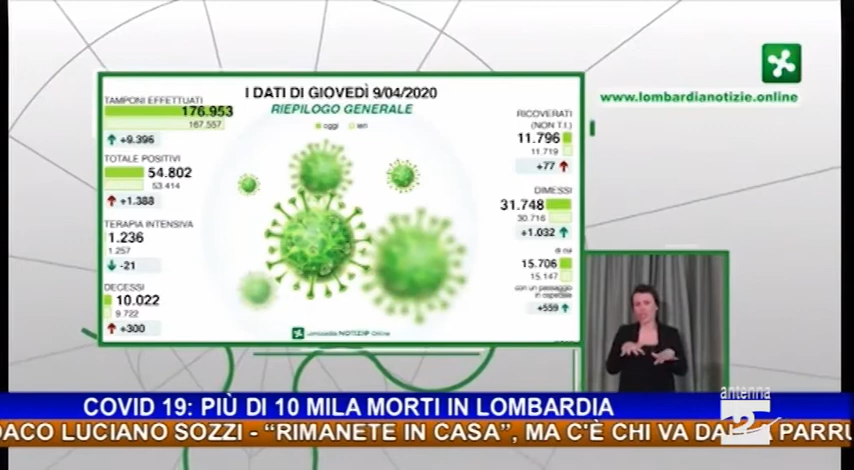 I DATI DI GIOVEDÌ 9/04/2020
RIEPILOGO GENERALE
oggi ieri
TAMPONI EFFETTUATI
176.953
167.557
+9.396
TOTALE POSITIVI
54.802
53.414
+1.388
TERAPIA INTENSIVA
1.236
1.257
-21
DECESSI
10.022
9.722
+300
RICOVERATI
(NON T.I.)
11.796
11.719
+77
DIMESSI
31.748
30.716
+1.032
di cui
15.706
15.147
con un passaggio
in ospedale
+559
Lombardia NOTIZIE Online
www.lombardianotizie.online
antenna
2
COVID 19: PIÙ DI 10 MILA MORTI IN LOMBARDIA
DACO LUCIANO SOZZI - “RIMANETE IN CASA”, MA C'È CHI VA DALLA PARRU